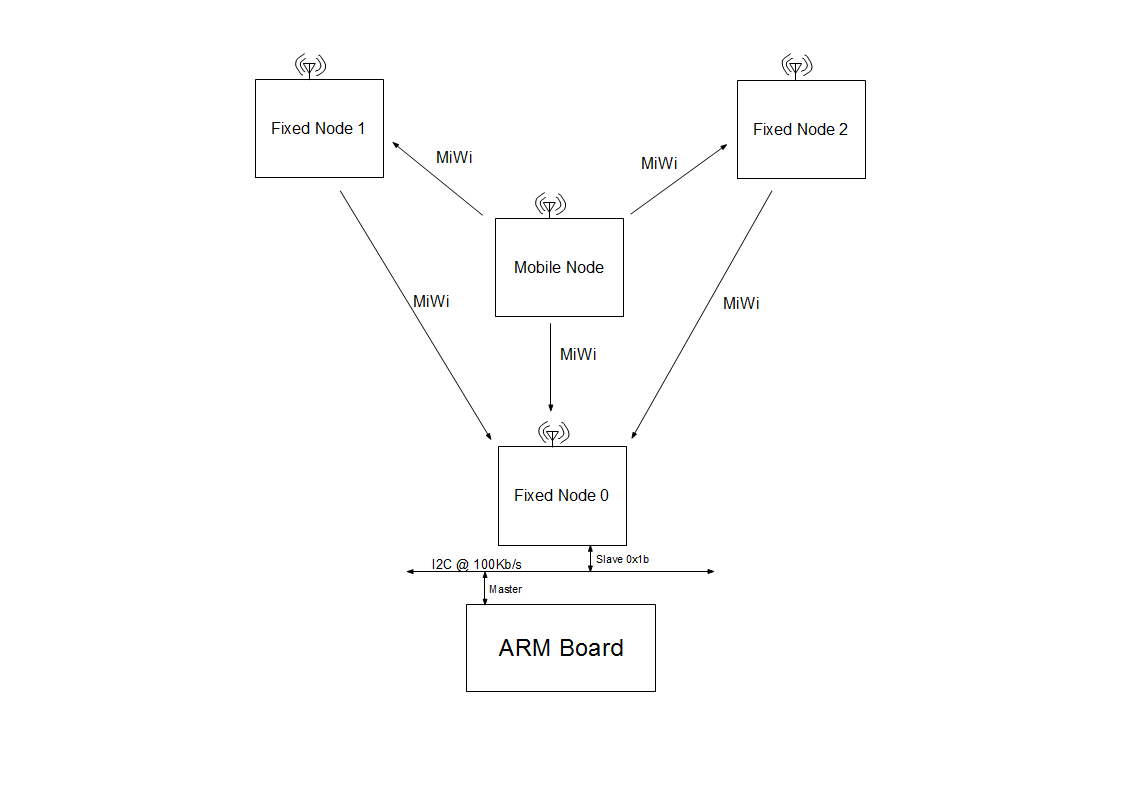 Fixed Node 1
Fixed Node 2
MiWi
MiWi
Mobile Node
MiWi
MiWi
MiWi
Fixed Node 0
I2C @ 100Kb/s
Slave 0x1b
Master
ARM Board